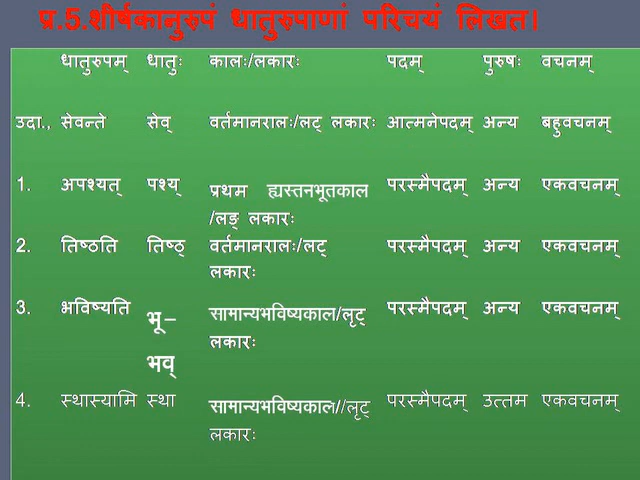 प्र.5.शीर्षकानुरुपं धातुरुपाणां परिचयं लिखत।
धातुरुपम् धातुः कालः/लकारः पदम् पुरुषः वचनम्
उदा., सेवन्ते सेव् वर्तमानरालः/लट् लकारः आत्मनेपदम् अन्य बहुवचनम्
1. अपश्यत् पश्य् प्रथम ह्यस्तनभूतकाल परस्मैपदम् अन्य एकवचनम्
/लङ् लकारः
2. तिष्ठति तिष्ठ् वर्तमानरालः/लट् परस्मैपदम् अन्य एकवचनम्
लकारः
3. भविष्यति भू– सामान्यभविष्यकाल/लृट् परस्मैपदम् अन्य एकवचनम्
भव् लकारः
4. स्थास्यामि स्था सामान्यभविष्यकाल//लृट् परस्मैपदम् उत्तम एकवचनम्
लकारः